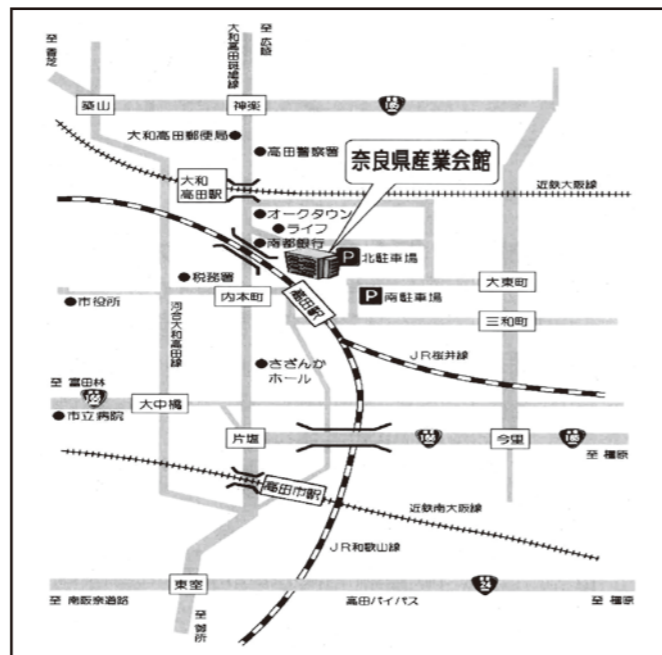 至 香芝
大和高田斑鳩線
至 広陵
築山
神楽
大和高田郵便局
高田警察署
奈良県産業会館
大和
高田駅
近鉄大阪線
オークタウン
ライフ
南都銀行
P 北駐車場
税務署
大東町
市役所
内本町
高田駅
P 南駐車場
三和町
河合大和高田線
さざんか
ホール
JR桜井線
至 富田林
大中橋
市立病院
片塩
166
今里
165
至 橿原
高田市駅
近鉄南大阪線
JR和歌山線
東室
24
至 南阪奈道路
高田バイパス
至 橿原
至 御所